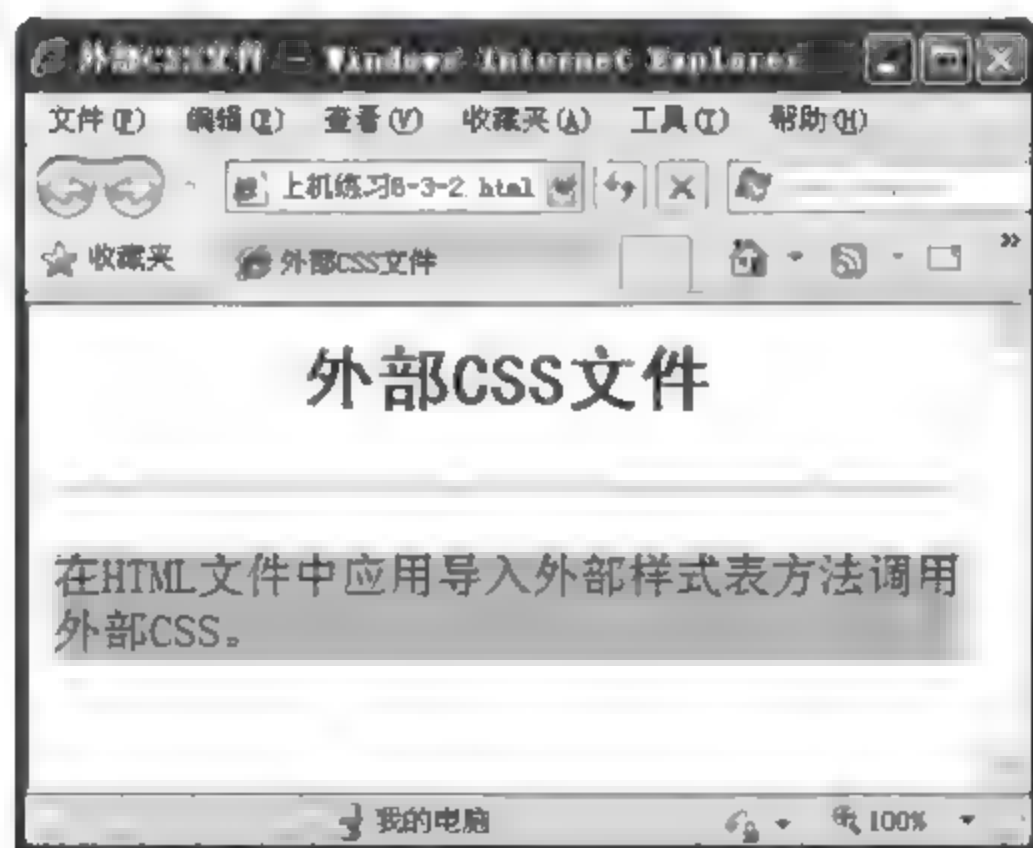 外部CSS文件 - Windows Internet Explorer
文件(F) 编辑(E) 查看(V) 收藏夹(A) 工具(T) 帮助(H)
上机练习6-3-2.html
收藏夹 外部CSS文件
外部CSS文件
在HTML文件中应用导入外部样式表方法调用
外部CSS。
我的电脑 100%